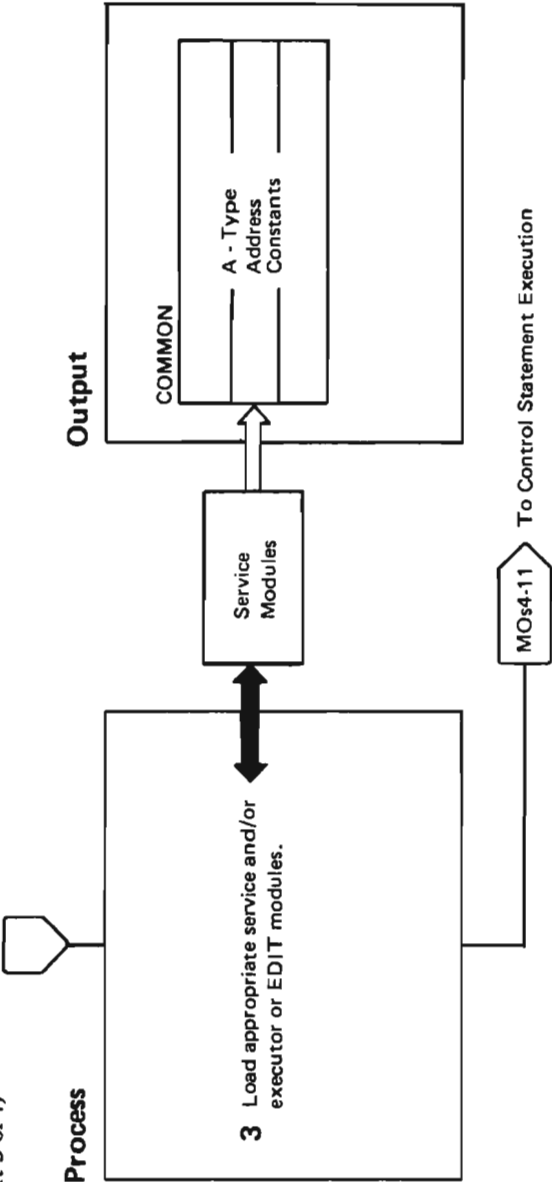 Process
Output
3 Load appropriate service and/or
executor or EDIT modules.
Service
Modules
COMMON
A - Type
Address
Constants
MOs4-11
To Control Statement Execution